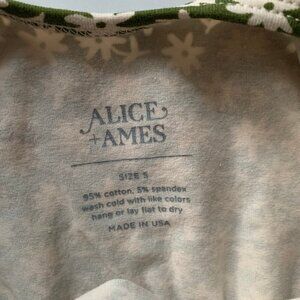 ALICE
+AMES
SIZE 5
95% cotton, 5% spandex
wash cold with like colors
hang or lay flat to dry
MADE IN USA